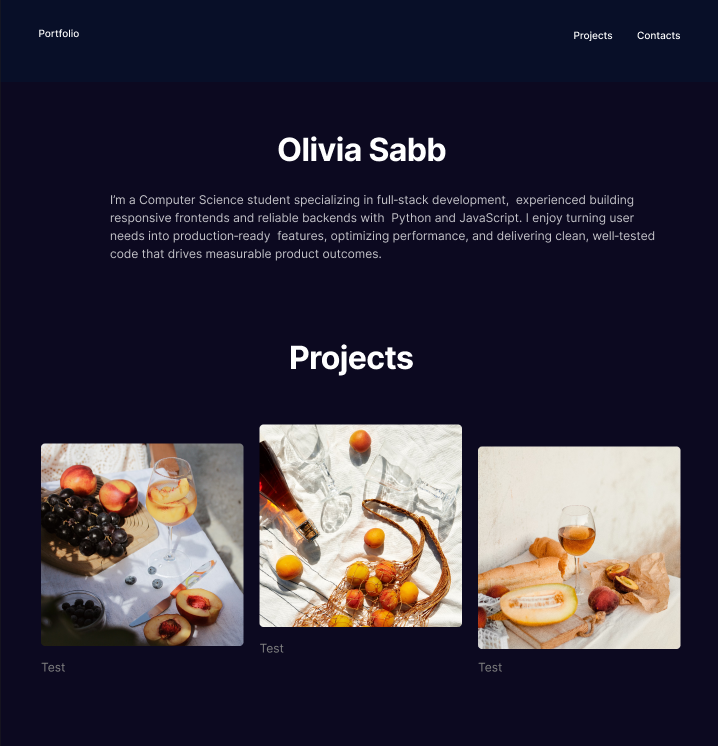 Portfolio
Projects Contacts
Olivia Sabb
I'm a Computer Science student specializing in full-stack development,  experienced building
responsive frontends and reliable backends with  Python and JavaScript. I enjoy turning user
needs into production-ready  features, optimizing performance, and delivering clean, well-tested
code that drives measurable product outcomes.
Projects
Test
Test
Test